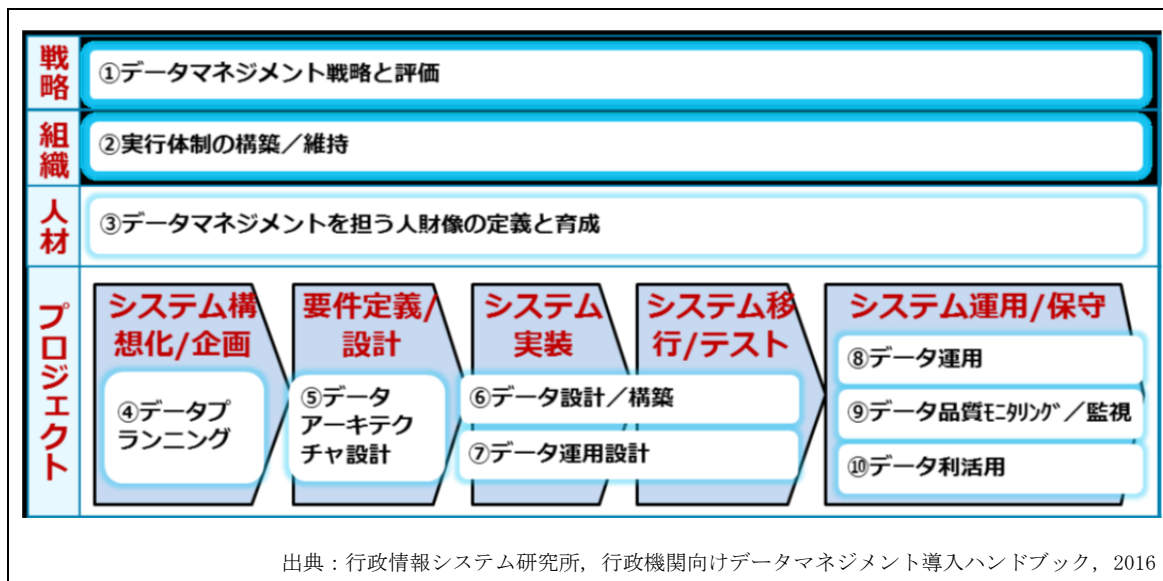 戦略
①データマネジメント戦略と評価
組織
②実行体制の構築／維持
人材
③データマネジメントを担う人財像の定義と育成
プロジェクト
システム構
想化/企画
④データプ
ランニング
要件定義/
設計
⑤データ
アーキテク
チャ設計
システム
実装
システム移
行/テスト
⑥データ設計／構築
⑦データ運用設計
システム運用/保守
⑧データ運用
⑨データ品質ﾓﾆﾀﾘﾝｸﾞ／監視
⑩データ利活用
出典：行政情報システム研究所，行政機関向けデータマネジメント導入ハンドブック，2016